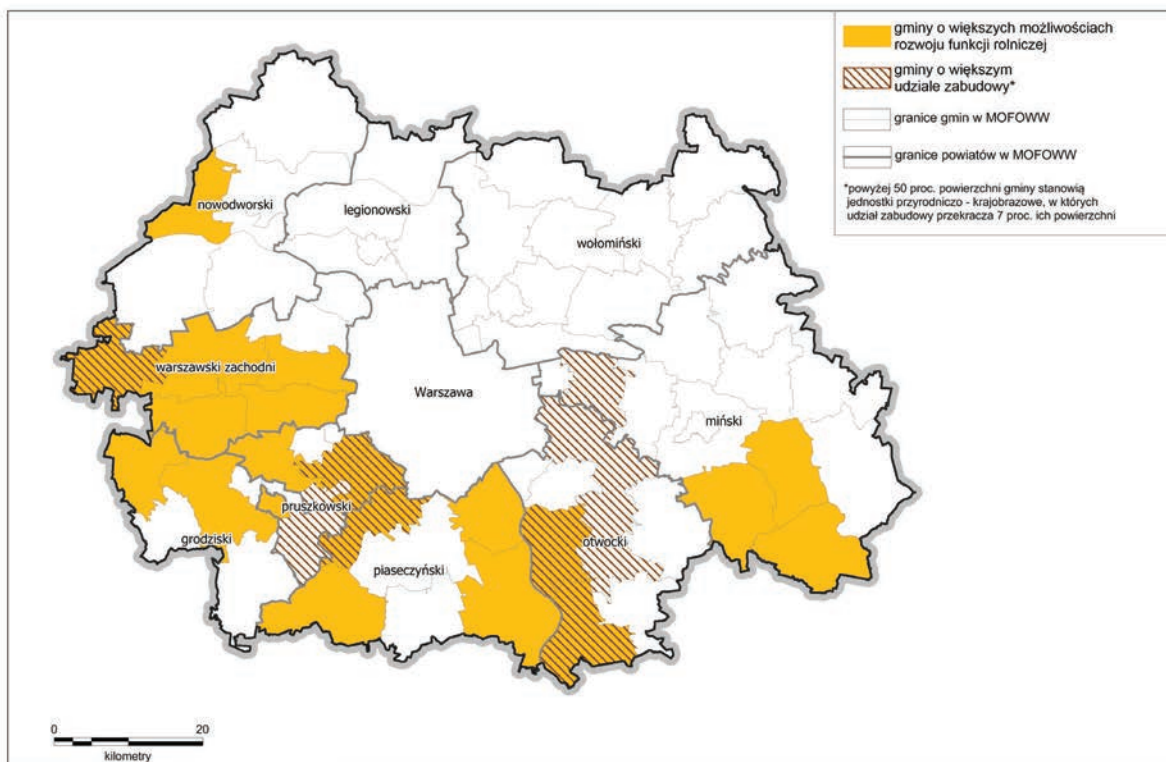 gminy o większych możliwościach
rozwoju funkcji rolniczej
gminy o większym
udziale zabudowy*
granice gmin w MOFOWW
granice powiatów w MOFOWW
*powyżej 50 proc. powierzchni gminy stanowią
jednostki przyrodniczo - krajobrazowe, w których
udział zabudowy przekracza 7 proc. ich powierzchni
nowodworski
legionowski
wołomiński
warszawski zachodni
Warszawa
miński
pruszkowski
grodziski
otwocki
piaseczyński
0 20
kilometry